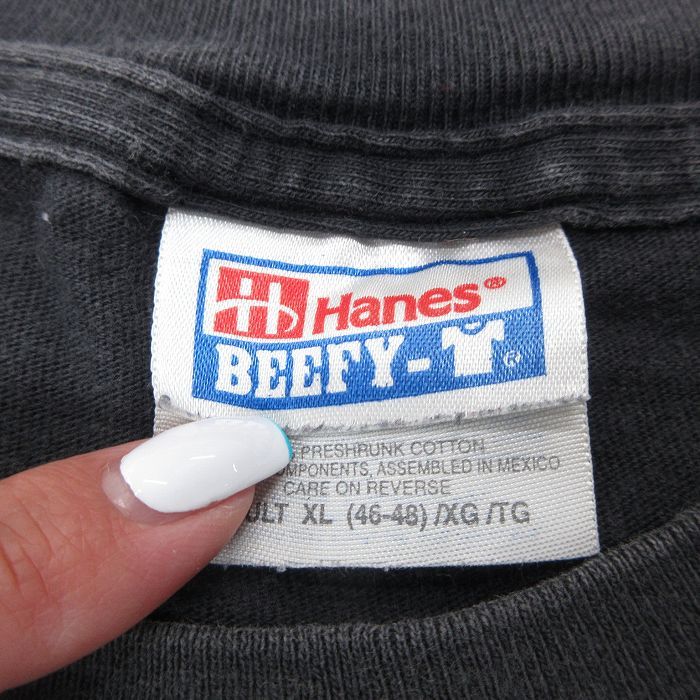 Hanes®
BEEFY-®
PRESHRUNK COTTON
COMPONENTS, ASSEMBLED IN MEXICO
CARE ON REVERSE
XL (46-48) /XG /TG